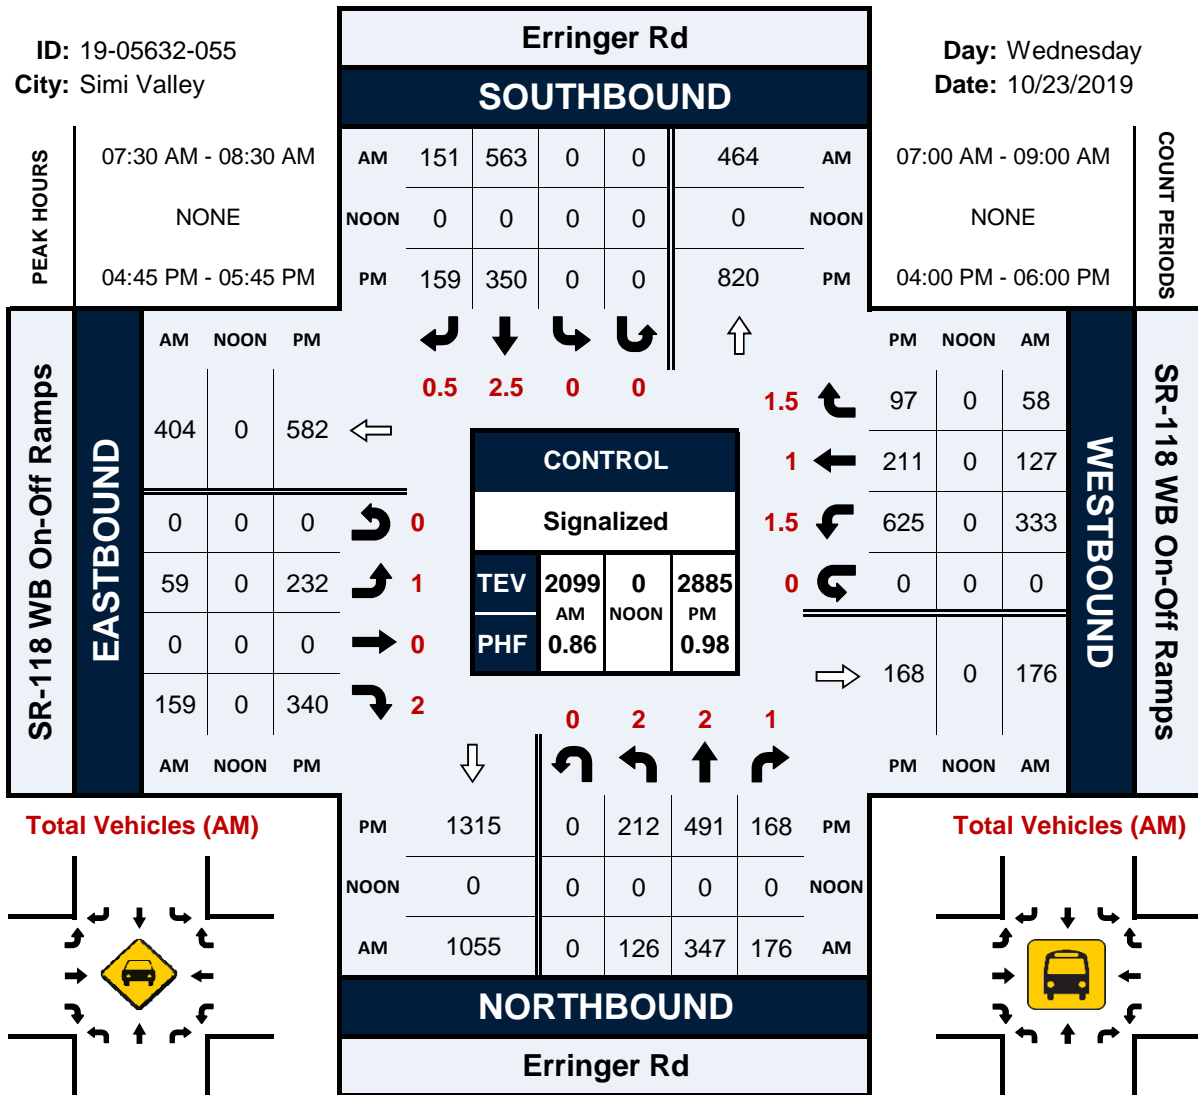 ID: 19-05632-055
City: Simi Valley
Erringer Rd
SOUTHBOUND
Day: Wednesday
Date: 10/23/2019
PEAK HOURS
07:30 AM - 08:30 AM
NONE
04:45 PM - 05:45 PM
AM 151 563 0 0 464 AM
NOON 0 0 0 0 0 NOON
PM 159 350 0 0 820 PM
07:00 AM - 09:00 AM
NONE
04:00 PM - 06:00 PM
COUNT PERIODS
0.5 2.5 0 0
SR-118 WB On-Off Ramps
EASTBOUND
AM NOON PM
404 0 582
0 0 0 0
59 0 232 1
0 0 0 0
159 0 340 2
AM NOON PM
CONTROL
Signalized
TEV 2099 0 2885
AM NOON PM
PHF 0.86 0.98
PM NOON AM
1.5 97 0 58
1 211 0 127
1.5 625 0 333
0 0 0 0
168 0 176
PM NOON AM
WESTBOUND
SR-118 WB On-Off Ramps
0 2 2 1
PM 1315 0 212 491 168 PM
NOON 0 0 0 0 0 NOON
AM 1055 0 126 347 176 AM
NORTHBOUND
Erringer Rd
Total Vehicles (AM)
Total Vehicles (AM)